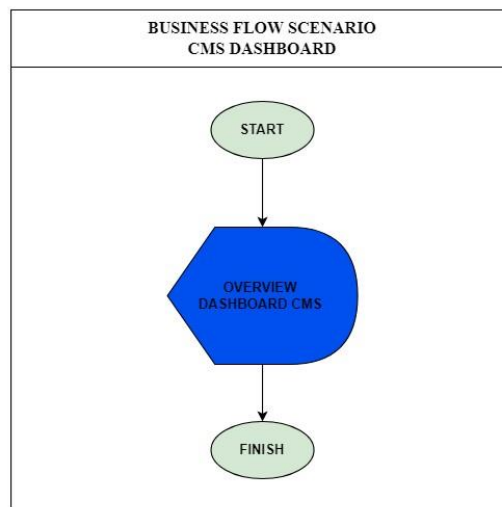 BUSINESS FLOW SCENARIO
CMS DASHBOARD
START
OVERVIEW
DASHBOARD CMS
FINISH